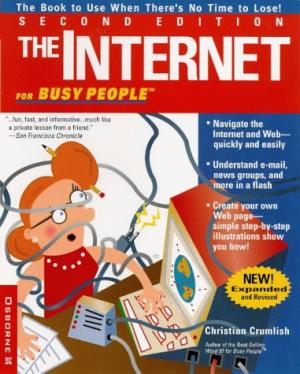 The Book to Use When There's No Time to Lose!
SECOND EDITION
THE INTERNET
FOR BUSY PEOPLE™
"...fun, fast, and informative...much like
a private lesson from a friend."
—San Francisco Chronicle
• Navigate the
Internet and Web—
quickly and easily
• Understand e-mail,
news groups, and
more in a flash
• Create your own
Web page—
simple step-by-step
illustrations show
you how!
NEW!
Expanded
and Revised
Christian Crumlish
Author of the Best-Selling
Word 97 for Busy People™
OSBORNE